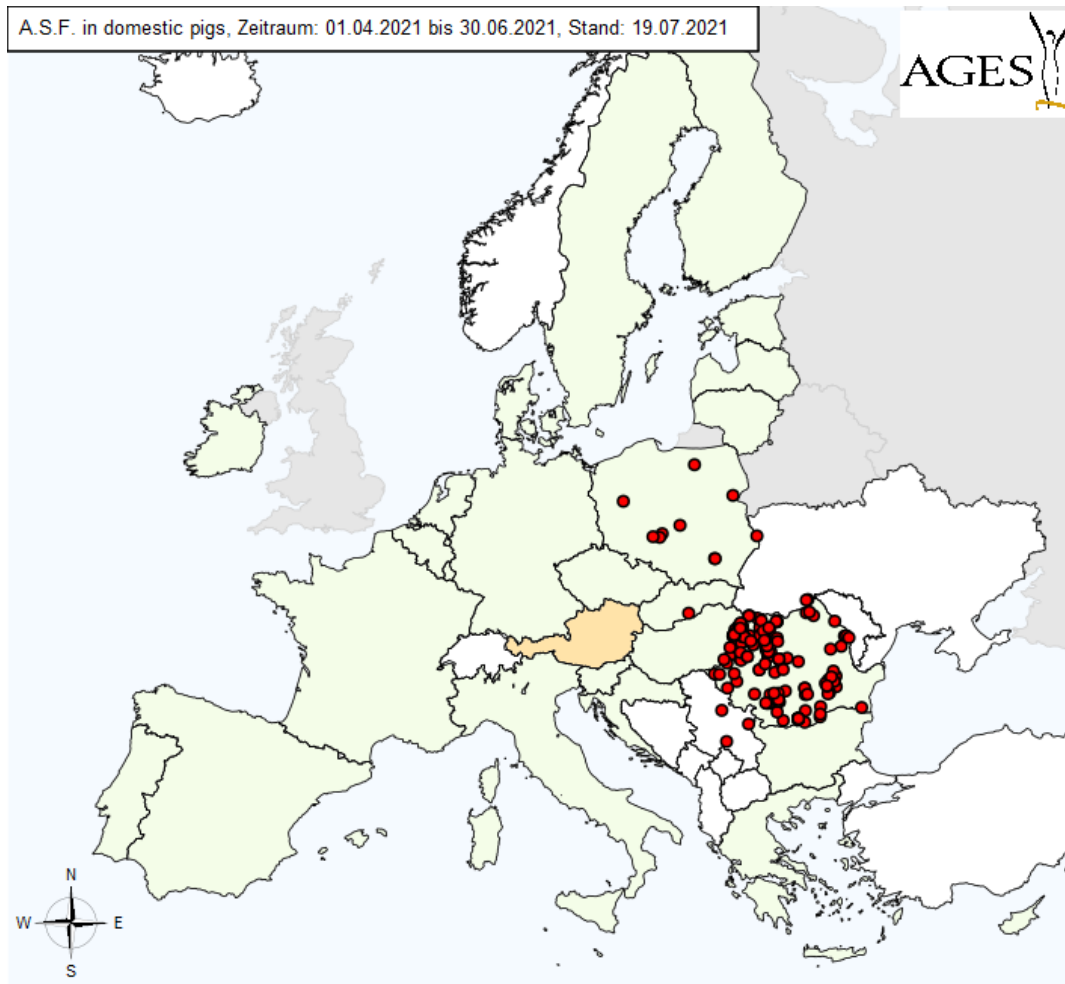 A.S.F. in domestic pigs, Zeitraum: 01.04.2021 bis 30.06.2021, Stand: 19.07.2021
AGES
N
W E
S